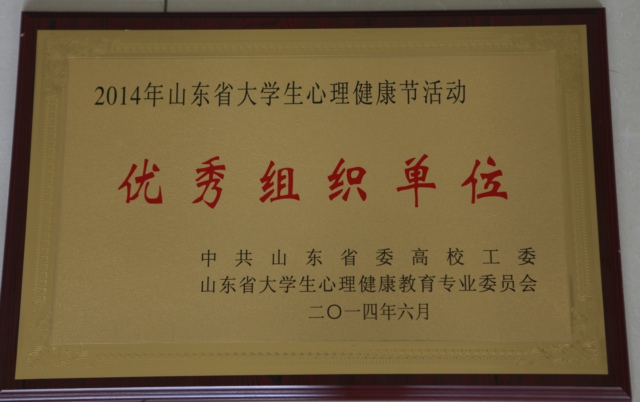 2014年山东省大学生心理健康节活动
优秀组织单位
中共山东省委高校工委
山东省大学生心理健康教育专业委员会
二〇一四年六月